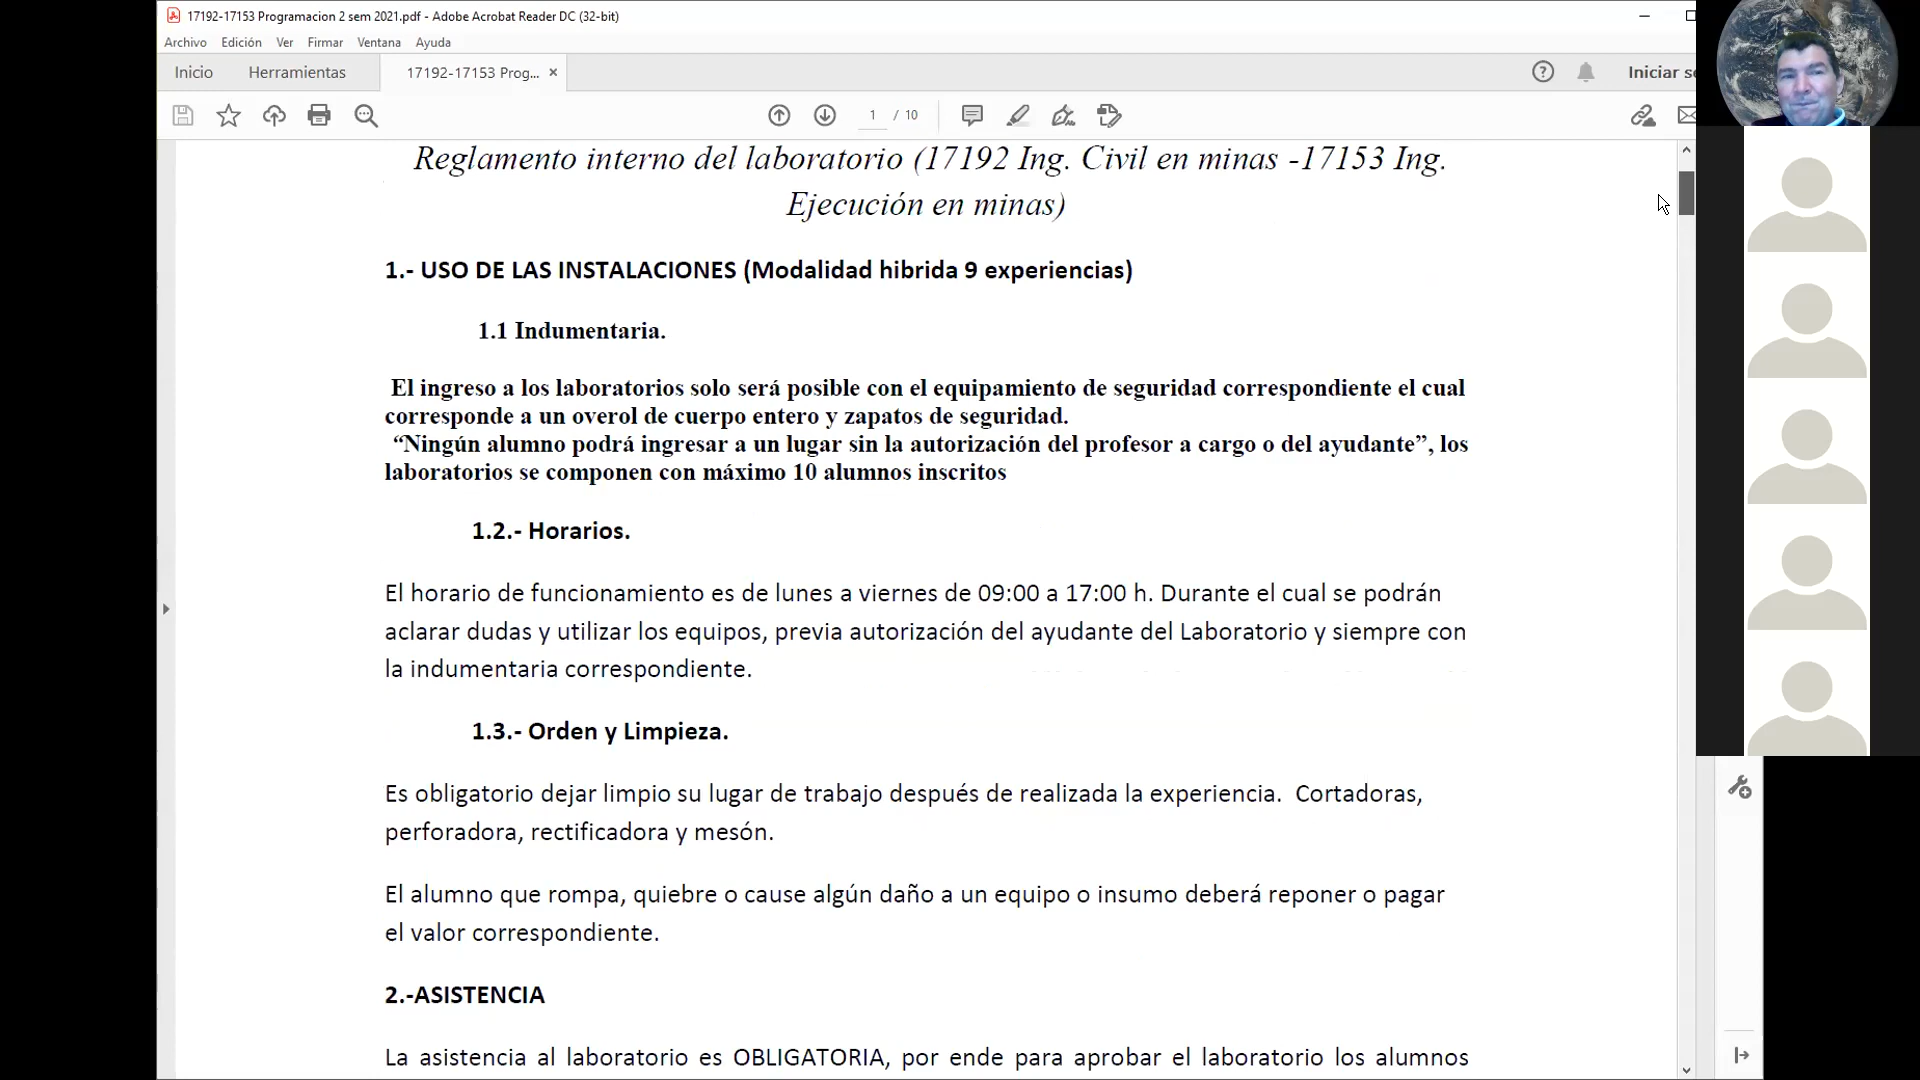 17192-17153 Programacion 2 sem 2021.pdf - Adobe Acrobat Reader DC (32-bit)
Archivo Edición Ver Firmar Ventana Ayuda
Inicio Herramientas 17192-17153 Prog... × Iniciar se
1 / 10
Reglamento interno del laboratorio (17192 Ing. Civil en minas -17153 Ing.
Ejecución en minas)
1.- USO DE LAS INSTALACIONES (Modalidad hibrida 9 experiencias)
1.1 Indumentaria.
El ingreso a los laboratorios solo será posible con el equipamiento de seguridad correspondiente el cual
corresponde a un overol de cuerpo entero y zapatos de seguridad.
“Ningún alumno podrá ingresar a un lugar sin la autorización del profesor a cargo o del ayudante”, los
laboratorios se componen con máximo 10 alumnos inscritos
1.2.- Horarios.
El horario de funcionamiento es de lunes a viernes de 09:00 a 17:00 h. Durante el cual se podrán
aclarar dudas y utilizar los equipos, previa autorización del ayudante del Laboratorio y siempre con
la indumentaria correspondiente.
1.3.- Orden y Limpieza.
Es obligatorio dejar limpio su lugar de trabajo después de realizada la experiencia.  Cortadoras,
perforadora, rectificadora y mesón.
El alumno que rompa, quiebre o cause algún daño a un equipo o insumo deberá reponer o pagar
el valor correspondiente.
2.-ASISTENCIA
La asistencia al laboratorio es OBLIGATORIA, por ende para aprobar el laboratorio los alumnos